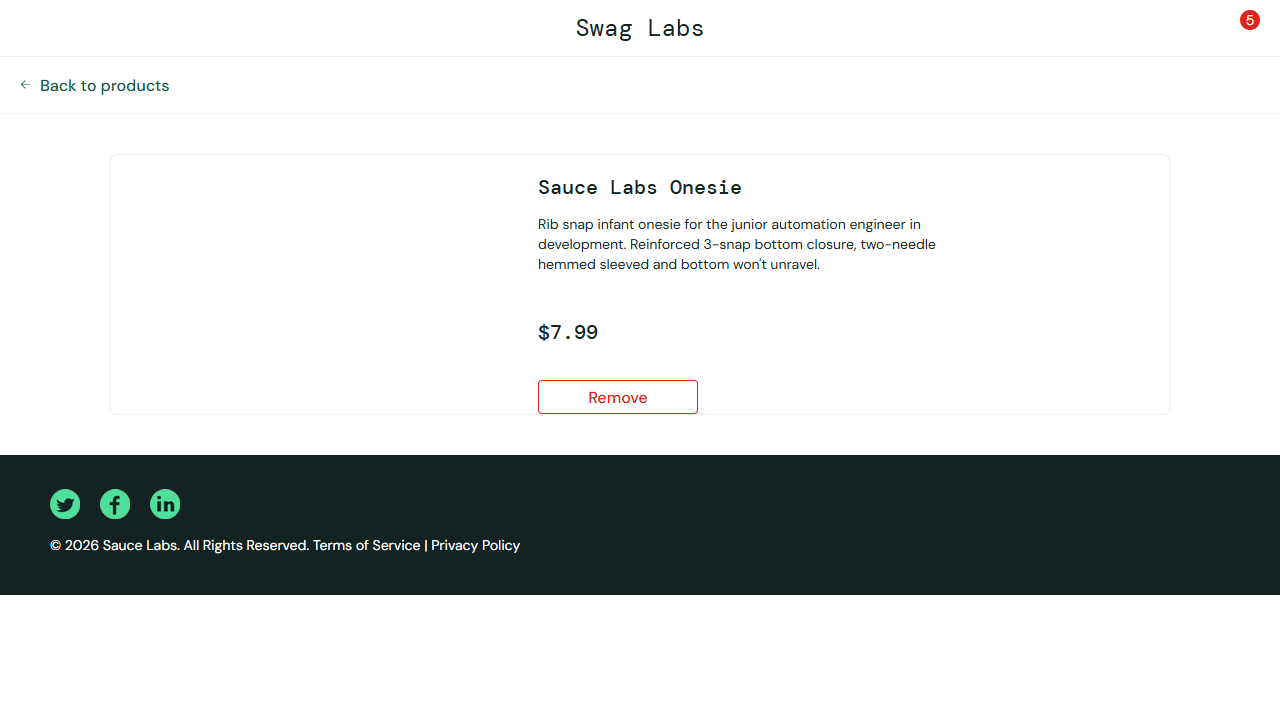 Swag Labs
5
Back to products
Sauce Labs Onesie
Rib snap infant onesie for the junior automation engineer in
development. Reinforced 3-snap bottom closure, two-needle
hemmed sleeved and bottom won't unravel.
$7.99
Remove
© 2026 Sauce Labs. All Rights Reserved. Terms of Service | Privacy Policy